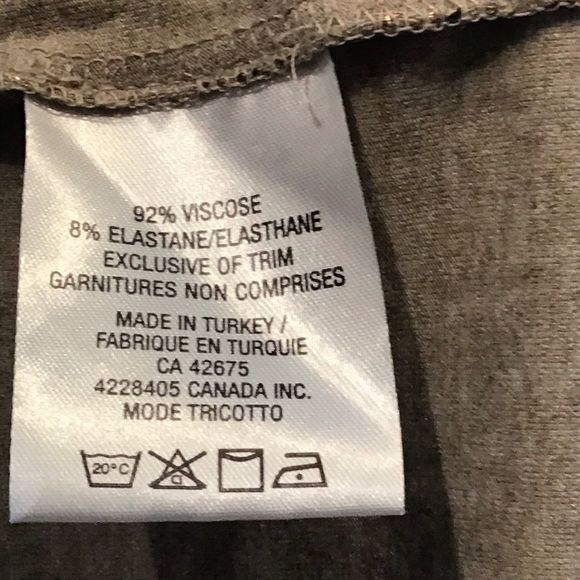 92% VISCOSE
8% ELASTANE/ELASTHANE
EXCLUSIVE OF TRIM
GARNITURES NON COMPRISES
MADE IN TURKEY /
FABRIQUE EN TURQUIE
CA 42675
4228405 CANADA INC.
MODE TRICOTTO
20°C Cl